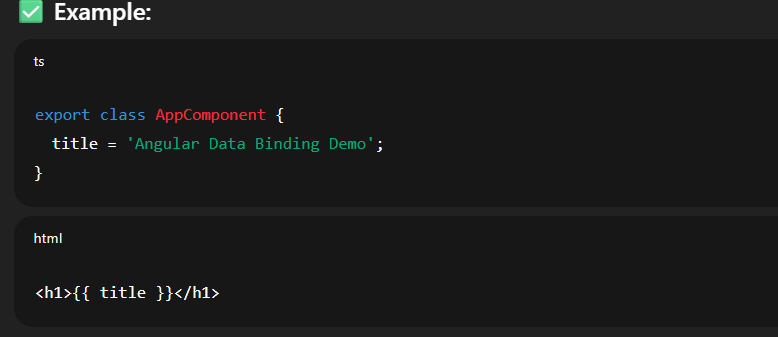 ✅ Example:
ts
export class AppComponent {
  title = 'Angular Data Binding Demo';
}
html
<h1>{{ title }}</h1>